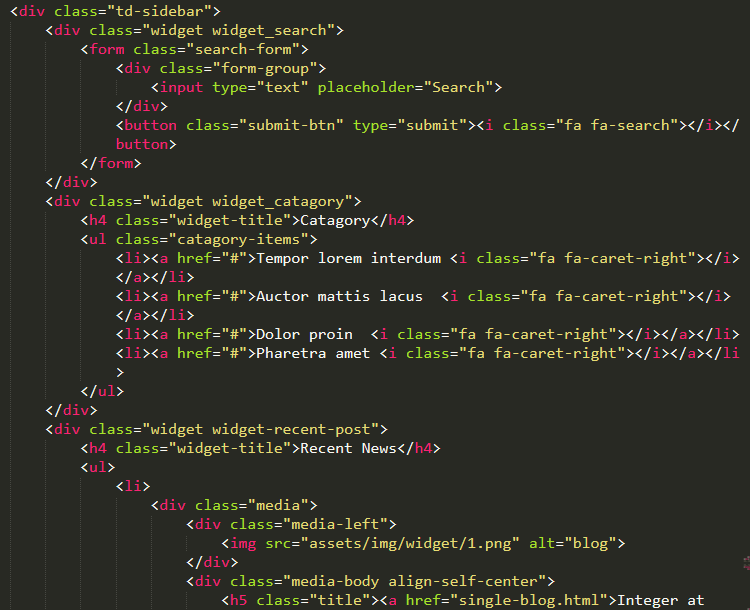 <div class="td-sidebar">
<div class="widget widget_search">
<form class="search-form">
<div class="form-group">
<input type="text" placeholder="Search">
</div>
<button class="submit-btn" type="submit"><i class="fa fa-search"></i></
button>
</form>
</div>
<div class="widget widget_catagory">
<h4 class="widget-title">Catagory</h4>
<ul class="catagory-items">
<li><a href="#">Tempor lorem interdum <i class="fa fa-caret-right"></i>
</a></li>
<li><a href="#">Auctor mattis lacus  <i class="fa fa-caret-right"></i>
</a></li>
<li><a href="#">Dolor proin  <i class="fa fa-caret-right"></i></a></li>
<li><a href="#">Pharetra amet <i class="fa fa-caret-right"></i></a></li
>
</ul>
</div>
<div class="widget widget-recent-post">
<h4 class="widget-title">Recent News</h4>
<ul>
<li>
<div class="media">
<div class="media-left">
<img src="assets/img/widget/1.png" alt="blog">
</div>
<div class="media-body align-self-center">
<h5 class="title"><a href="single-blog.html">Integer at